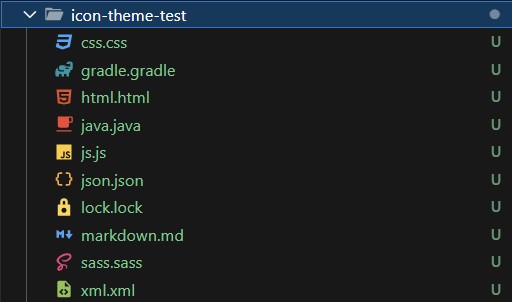 icon-theme-test
css.css U
gradle.gradle U
html.html U
java.java U
JS js.js U
json.json U
lock.lock U
M markdown.md U
sass.sass U
xml.xml U